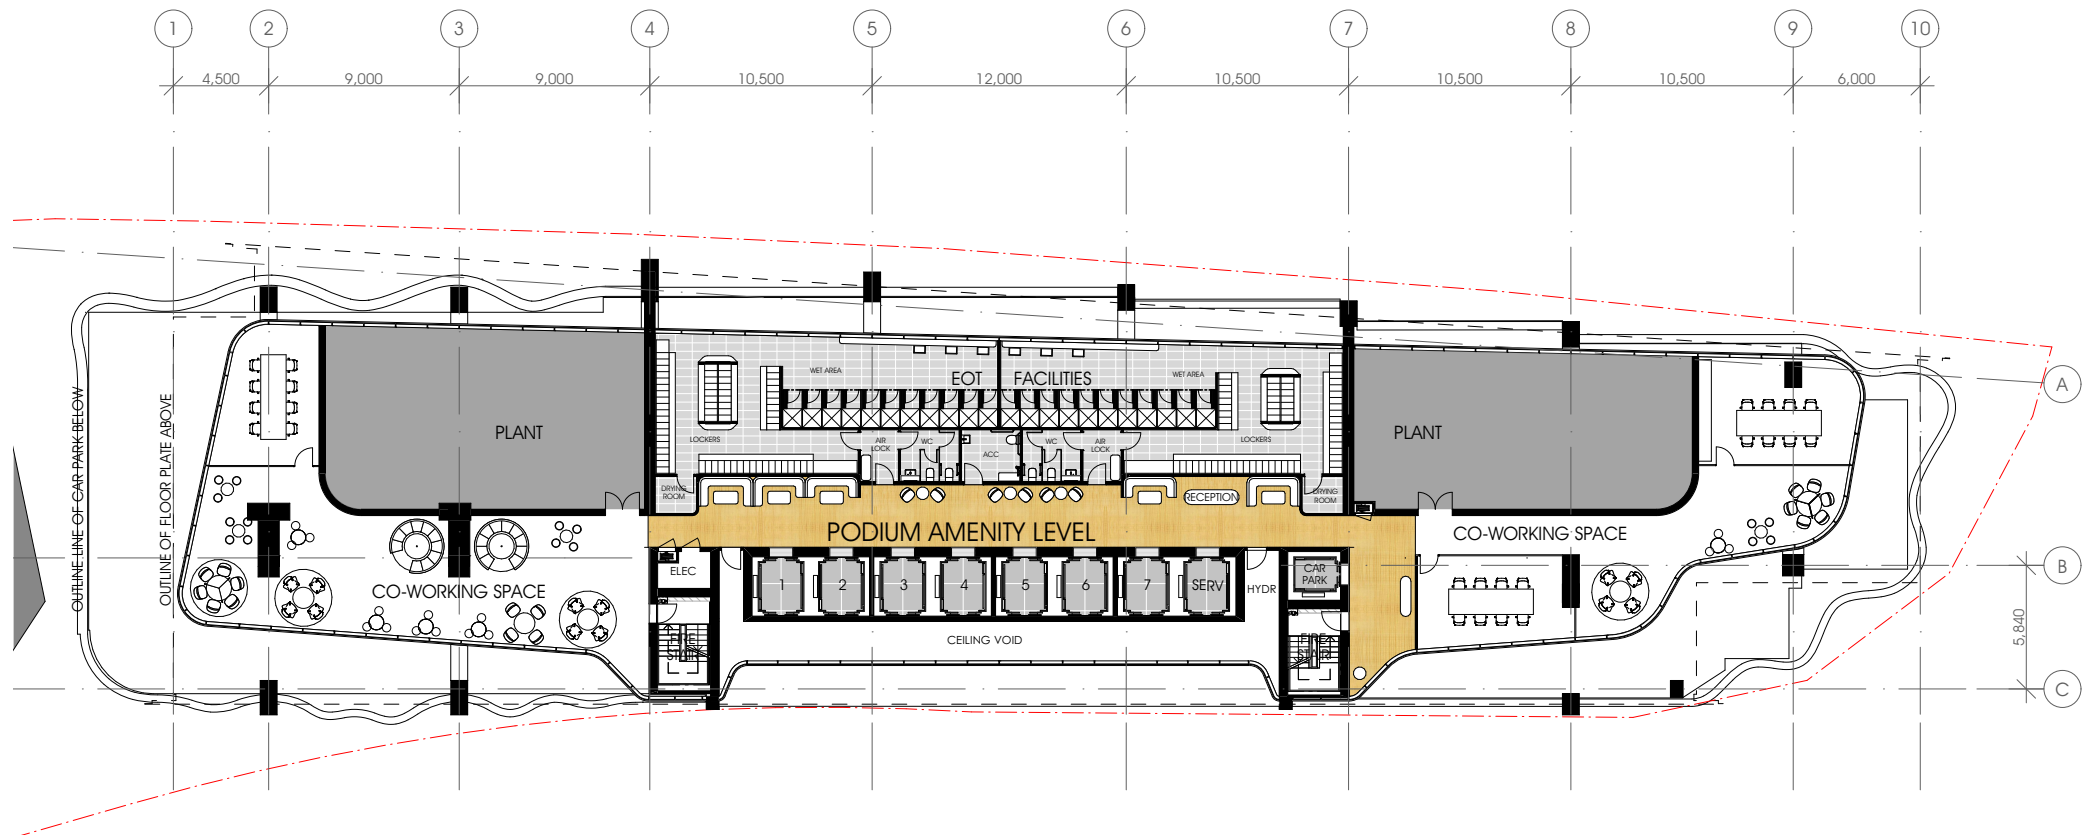 1 2 3 4 5 6 7 8 9 10
4,500 9,000 9,000 10,500 12,000 10,500 10,500 10,500 6,000
OUTLINE LINE OF CAR PARK BELOW
OUTLINE OF FLOOR PLATE ABOVE
WET AREA
WET AREA
EOT FACILITIES
A
PLANT
PLANT
LOCKERS
AIR
LOCK
WC
ACC
WC
AIR
LOCK
LOCKERS
DRYING
ROOM
RECEPTION
DRYING
ROOM
PODIUM AMENITY LEVEL
CO-WORKING SPACE
CO-WORKING SPACE
ELEC
1 2 3 4 5 6 7 SERV
HYDR
CAR
PARK
B
FIRE
STAIR
CEILING VOID
FIRE
STAIR
5,840
C